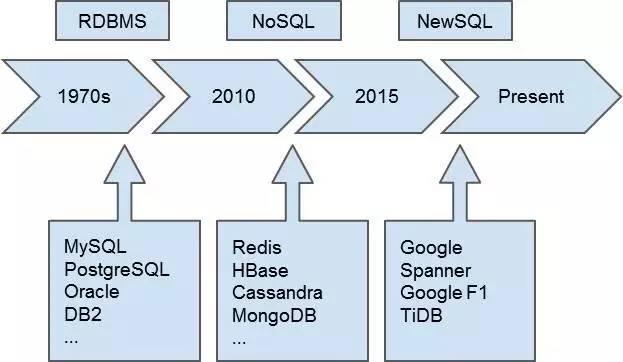 RDBMS
NoSQL
NewSQL
1970s
2010
2015
Present
MySQL
PostgreSQL
Oracle
DB2
...
Redis
HBase
Cassandra
MongoDB
...
Google
Spanner
Google F1
TiDB